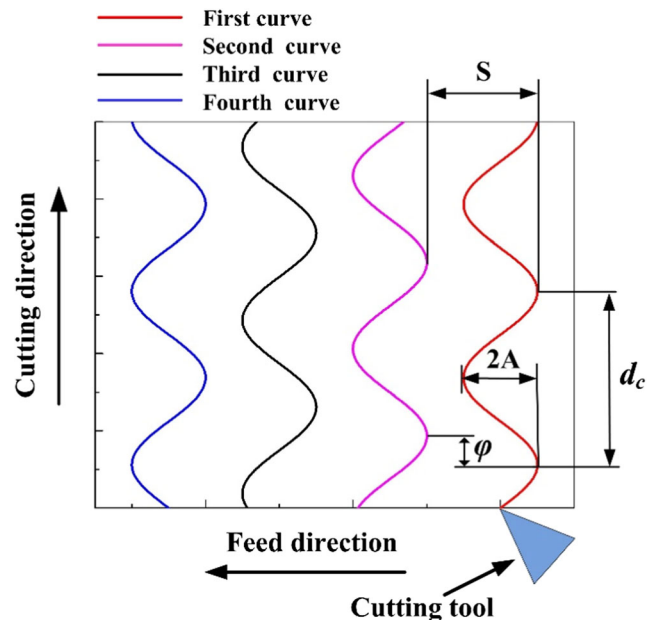 First curve
Second curve
Third curve
Fourth curve
S
Cutting direction
2A
d_c
φ
Feed direction
Cutting tool